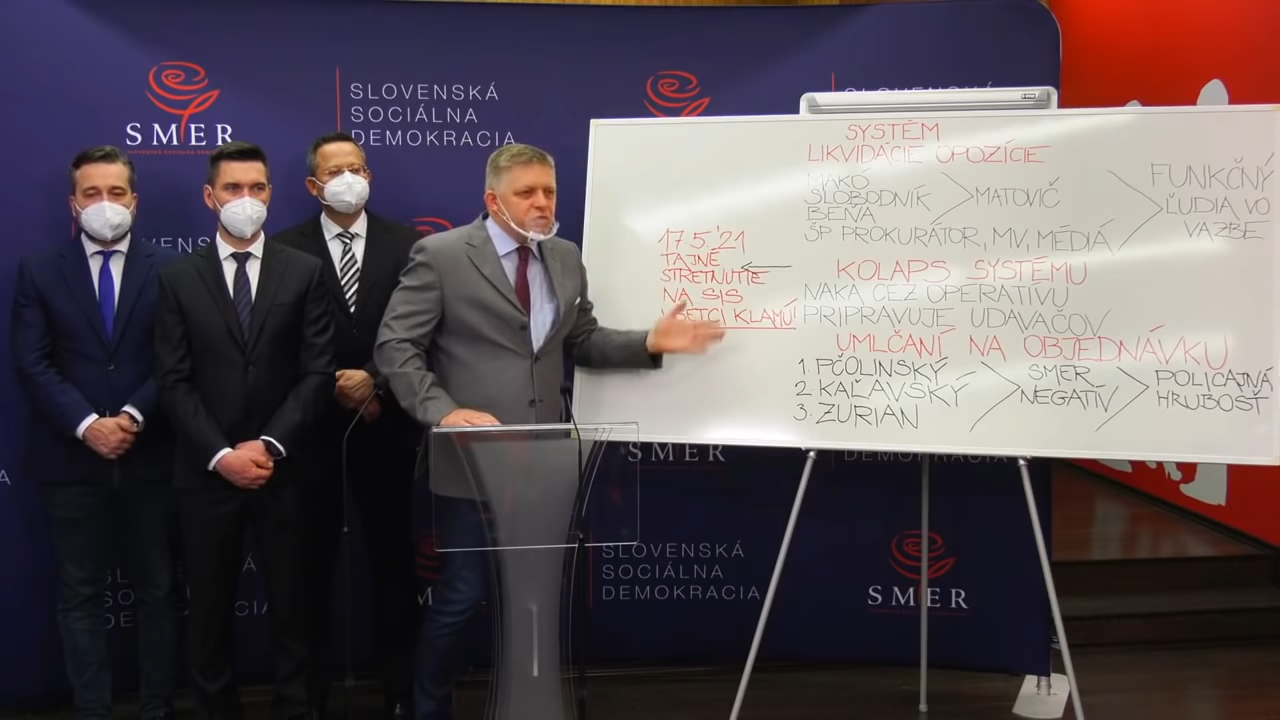 SMER
SLOVENSKÁ
SOCIÁLNA
DEMOKRACIA
SYSTÉM
LIKVIDÁCIE OPOZÍCIE
MAKÓ
SLOBODNÍK
BEŇA
MATOVIČ
FUNKČNÝ
ĽUDIA VO
VÄZBE
ŠP PROKURÁTOR, MV, MÉDIÁ
17.5.'21
TAJNÉ
STRETNUTIE
NA SIS
KLAMÚ!
KOLAPS SYSTÉMU
NAKA CEZ OPERATÍVU
PRIPRAVUJE UDAVAČOV
UMLČANÍ NA OBJEDNÁVKU
1. PČOLINSKÝ
2. KAĽAVSKÝ
3. ZURIAN
SMER
NEGATÍV
POLICAJNÁ
HRUBOSŤ
SMER
SLOVENSKÁ
SOCIÁLNA
DEMOKRACIA
SMER